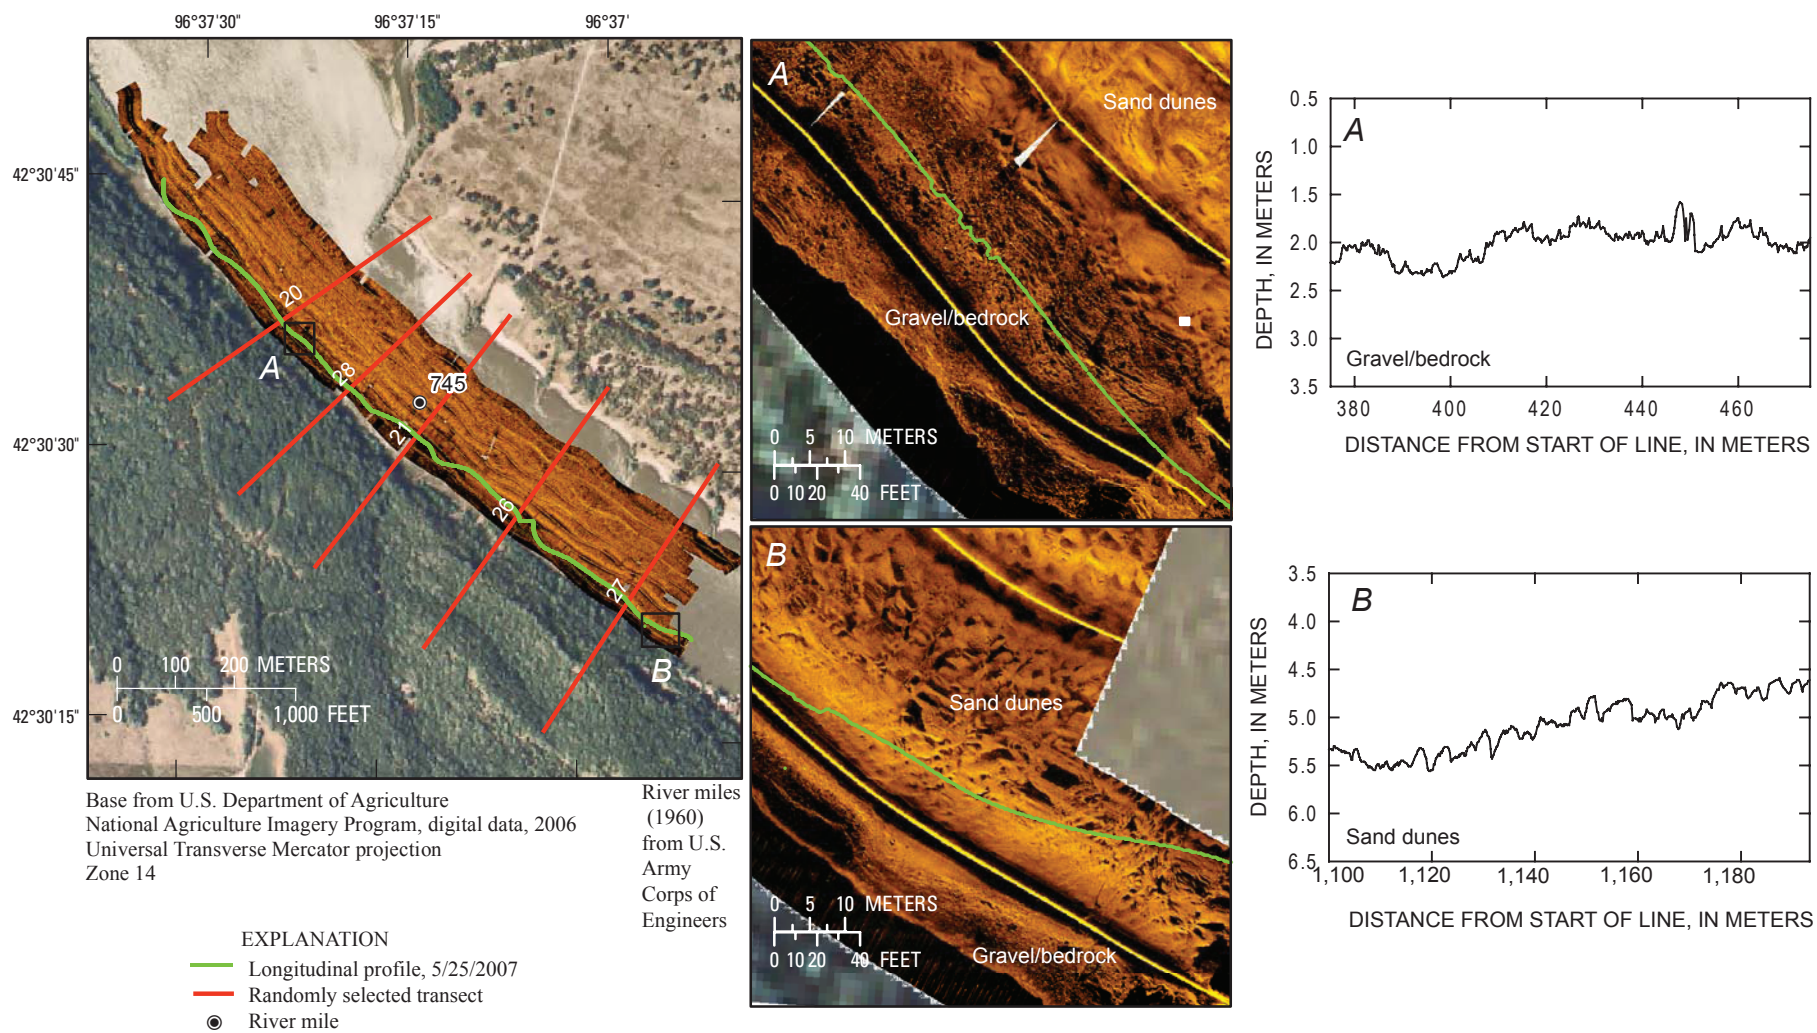 96°37'30"
96°37'15"
96°37'
42°30'45"
42°30'30"
42°30'15"
20
28
21
26
27
745
A
B
0 100 200 METERS
0 500 1,000 FEET
Base from U.S. Department of Agriculture
National Agriculture Imagery Program, digital data, 2006
Universal Transverse Mercator projection
Zone 14
River miles
(1960)
from U.S.
Army
Corps of
Engineers
EXPLANATION
Longitudinal profile, 5/25/2007
Randomly selected transect
River mile
A
Sand dunes
Gravel/bedrock
0 5 10 METERS
0 10 20 40 FEET
B
Sand dunes
Gravel/bedrock
0 5 10 METERS
0 10 20 40 FEET
A
DEPTH, IN METERS
0.5
1.0
1.5
2.0
2.5
3.0
3.5
Gravel/bedrock
380 400 420 440 460
DISTANCE FROM START OF LINE, IN METERS
B
DEPTH, IN METERS
3.5
4.0
4.5
5.0
5.5
6.0
6.5
Sand dunes
1,100 1,120 1,140 1,160 1,180
DISTANCE FROM START OF LINE, IN METERS